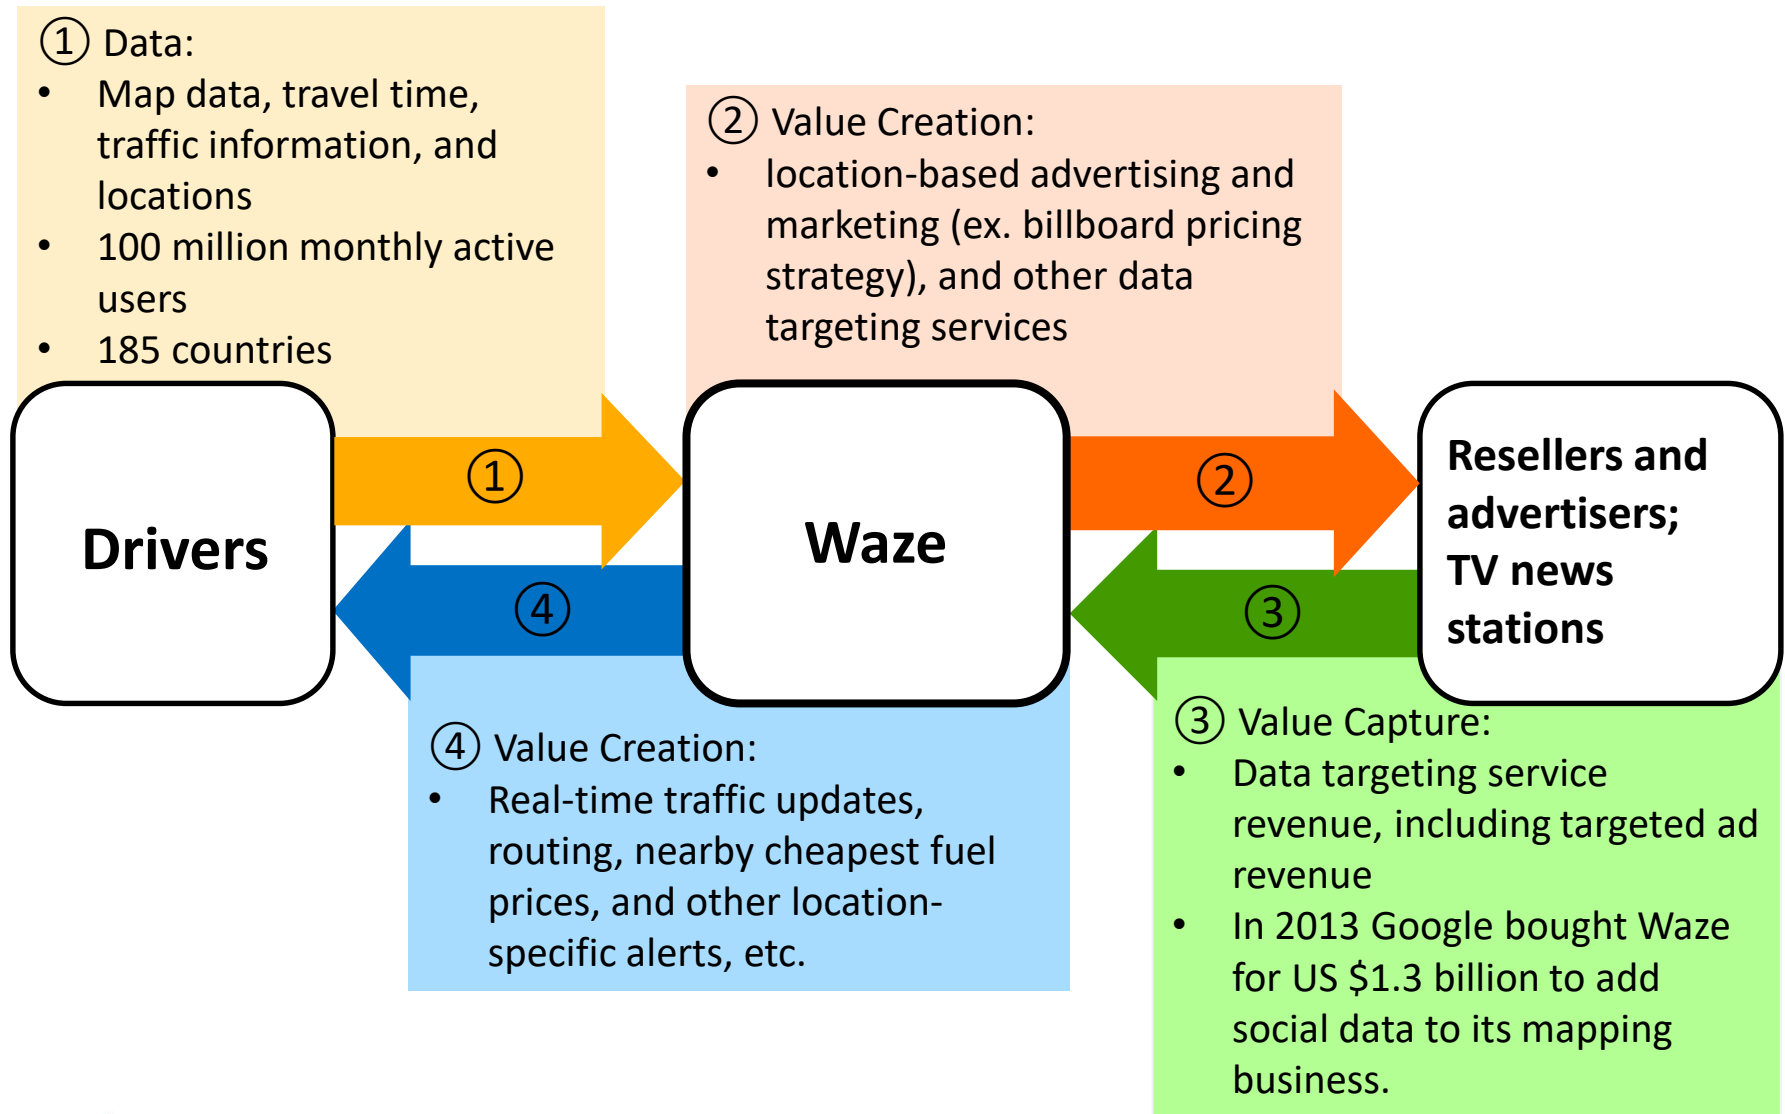 ① Data:
• Map data, travel time,
traffic information, and
locations
• 100 million monthly active
users
• 185 countries
② Value Creation:
• location-based advertising and
marketing (ex. billboard pricing
strategy), and other data
targeting services
Drivers
①
④
Waze
②
③
Resellers and
advertisers;
TV news
stations
④ Value Creation:
• Real-time traffic updates,
routing, nearby cheapest fuel
prices, and other location-
specific alerts, etc.
③ Value Capture:
• Data targeting service
revenue, including targeted ad
revenue
• In 2013 Google bought Waze
for US $1.3 billion to add
social data to its mapping
business.